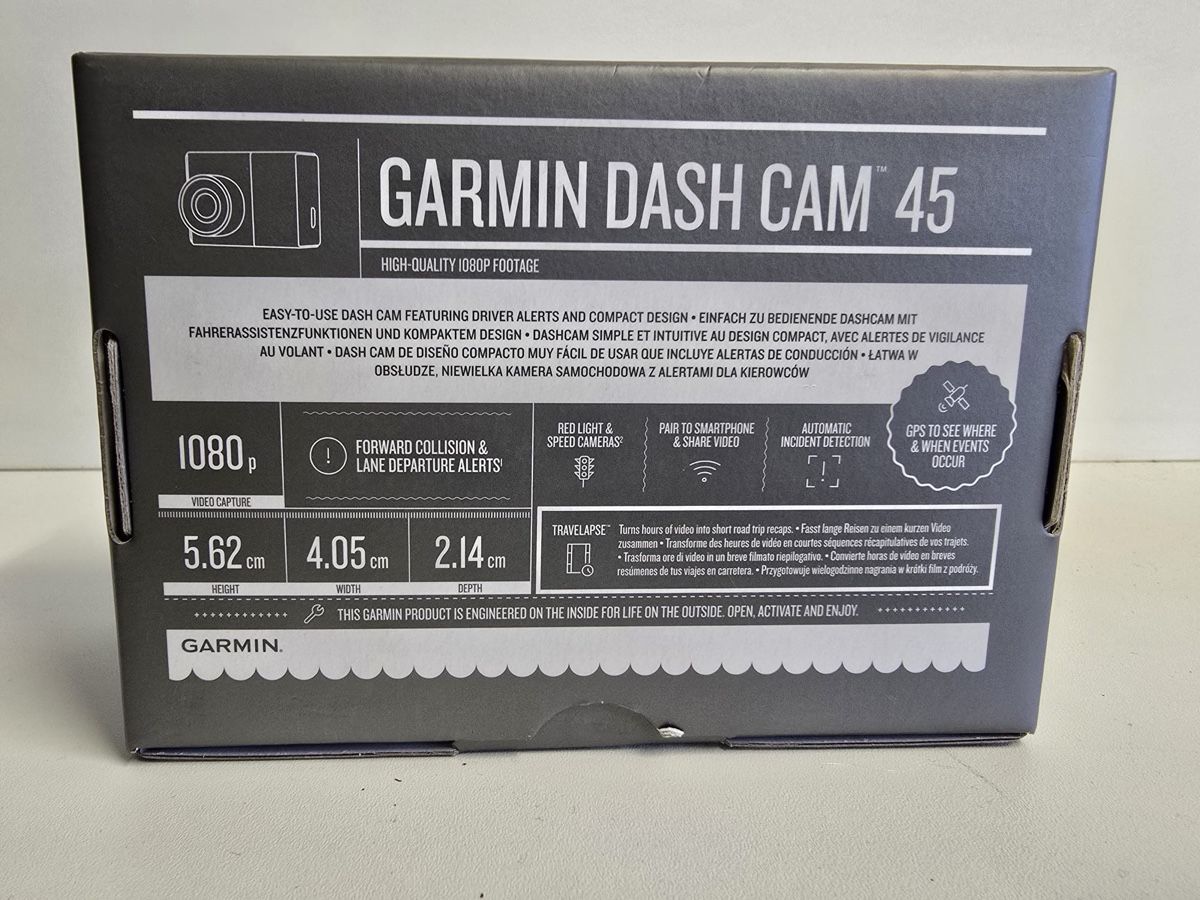 GARMIN DASH CAM™ 45
HIGH-QUALITY 1080P FOOTAGE
EASY-TO-USE DASH CAM FEATURING DRIVER ALERTS AND COMPACT DESIGN • EINFACH ZU BEDIENENDE DASHCAM MIT
FAHRERASSISTENZFUNKTIONEN UND KOMPAKTEM DESIGN • DASHCAM SIMPLE ET INTUITIVE AU DESIGN COMPACT, AVEC ALERTES DE VIGILANCE
AU VOLANT • DASH CAM DE DISEÑO COMPACTO MUY FÁCIL DE USAR QUE INCLUYE ALERTAS DE CONDUCCIÓN • ŁATWA W
OBSŁUDZE, NIEWIELKA KAMERA SAMOCHODOWA Z ALERTAMI DLA KIEROWCÓW
1080p
VIDEO CAPTURE
FORWARD COLLISION &
LANE DEPARTURE ALERTS¹
RED LIGHT &
SPEED CAMERAS²
PAIR TO SMARTPHONE
& SHARE VIDEO
AUTOMATIC
INCIDENT DETECTION
GPS TO SEE WHERE
& WHEN EVENTS
OCCUR
5.62 cm
HEIGHT
4.05 cm
WIDTH
2.14 cm
DEPTH
TRAVELAPSE™ Turns hours of video into short road trip recaps. • Fasst lange Reisen zu einem kurzen Video
zusammen • Transforme des heures de vidéo en courtes séquences récapitulatives de vos trajets.
• Trasforma ore di video in un breve filmato riepilogativo. • Convierte horas de vídeo en breves
resúmenes de tus viajes en carretera. • Przygotowuje wielogodzinne nagrania w krótki film z podróży.
THIS GARMIN PRODUCT IS ENGINEERED ON THE INSIDE FOR LIFE ON THE OUTSIDE. OPEN, ACTIVATE AND ENJOY.
GARMIN®